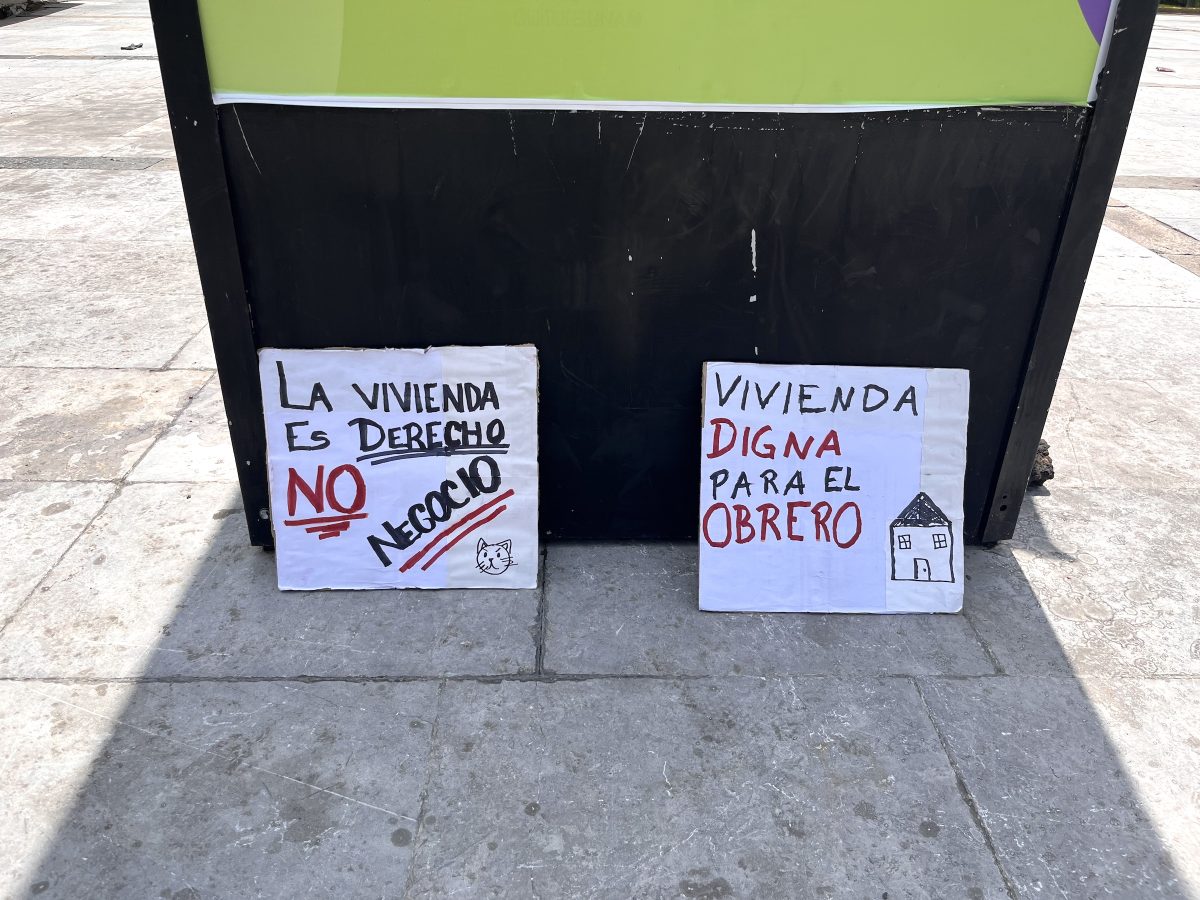 LA VIVIENDA
ES DERECHO
NO NEGOCIO
VIVIENDA
DIGNA
PARA EL
OBRERO